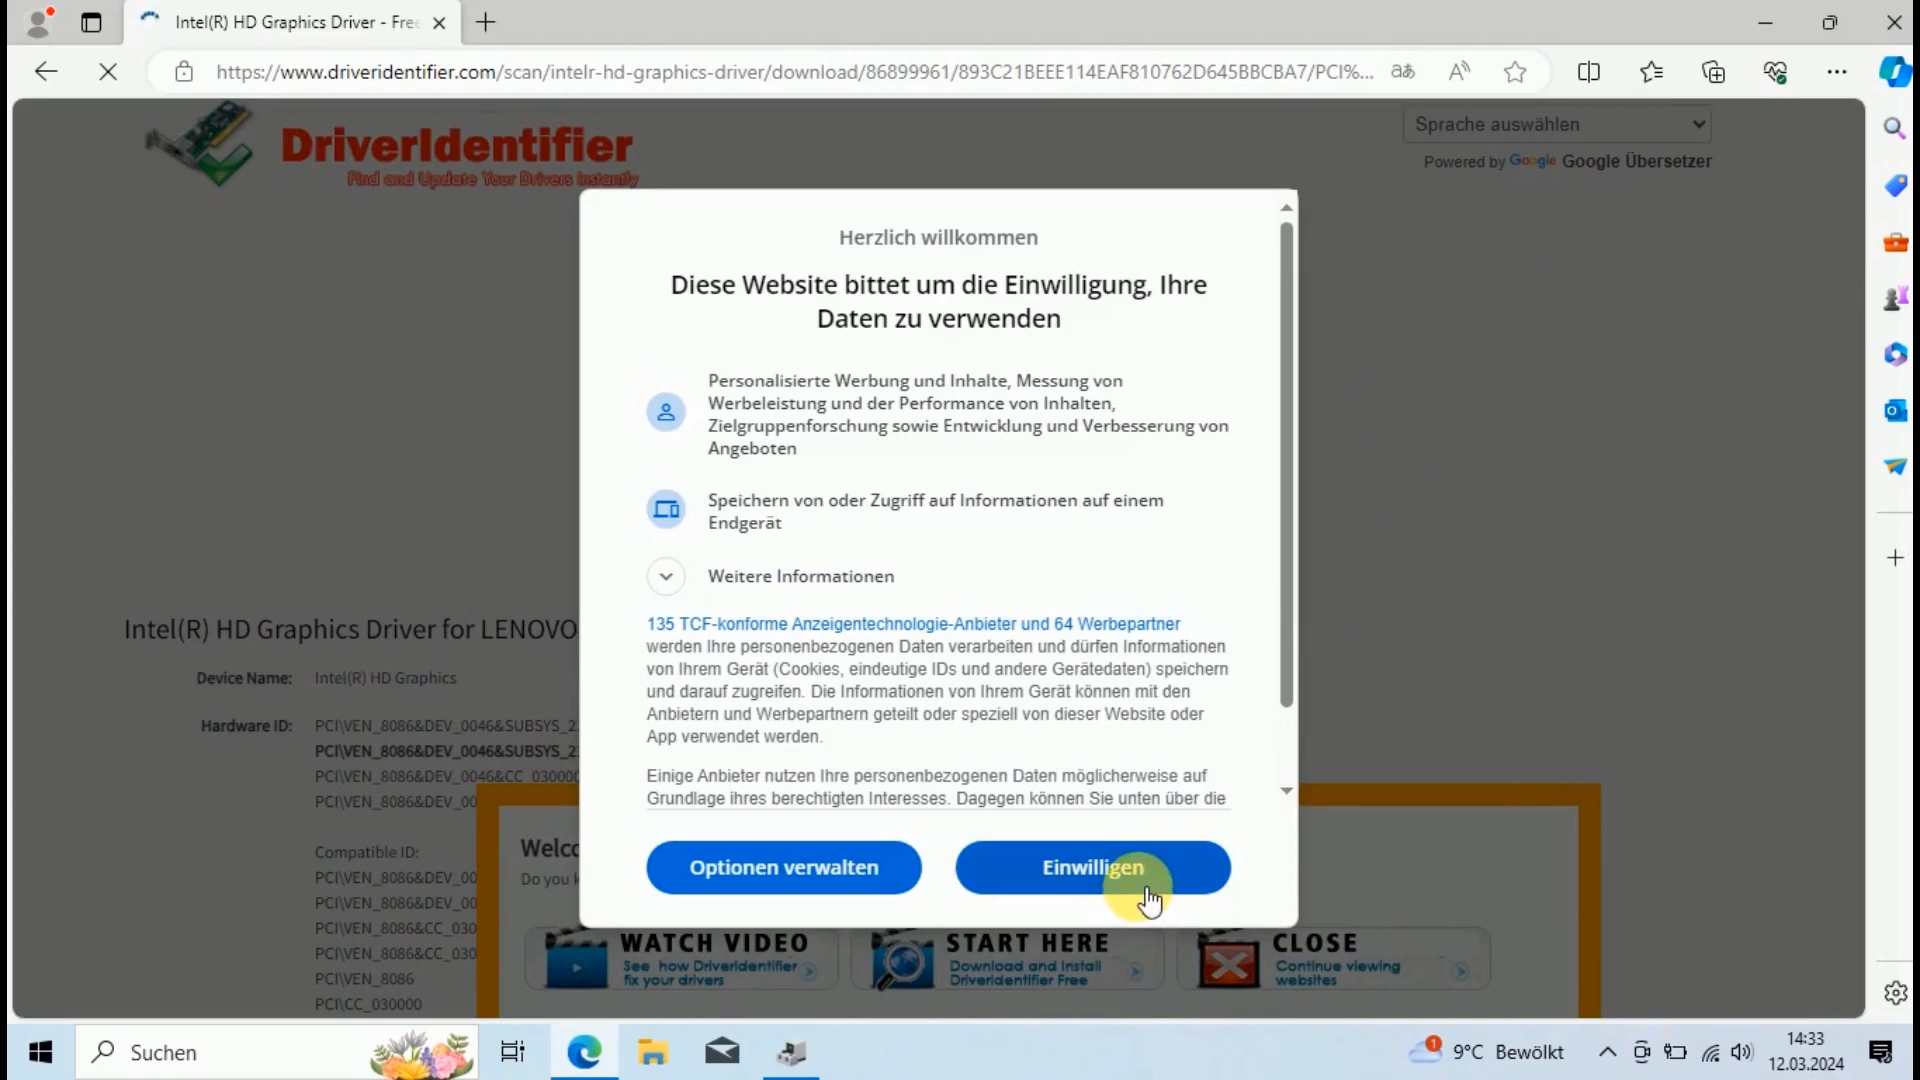 Intel(R) HD Graphics Driver - Free
https://www.driveridentifier.com/scan/intelr-hd-graphics-driver/download/86899961/893C21BEEE114EAF810762D645BBCBA7/PCI%...
DriverIdentifier
Find and Update Your Drivers Instantly
Sprache auswählen
Powered by Google Google Übersetzer
Herzlich willkommen
Diese Website bittet um die Einwilligung, Ihre
Daten zu verwenden
Personalisierte Werbung und Inhalte, Messung von
Werbeleistung und der Performance von Inhalten,
Zielgruppenforschung sowie Entwicklung und Verbesserung von
Angeboten
Speichern von oder Zugriff auf Informationen auf einem
Endgerät
Weitere Informationen
135 TCF-konforme Anzeigentechnologie-Anbieter und 64 Werbepartner
werden Ihre personenbezogenen Daten verarbeiten und dürfen Informationen
von Ihrem Gerät (Cookies, eindeutige IDs und andere Gerätedaten) speichern
und darauf zugreifen. Die Informationen von Ihrem Gerät können mit den
Anbietern und Werbepartnern geteilt oder speziell von dieser Website oder
App verwendet werden.
Einige Anbieter nutzen Ihre personenbezogenen Daten möglicherweise auf
Grundlage ihres berechtigten Interesses. Dagegen können Sie unten über die
Optionen verwalten
Einwilligen
Intel(R) HD Graphics Driver for LENOVO
Device Name: Intel(R) HD Graphics
Hardware ID: PCI\VEN_8086&DEV_0046&SUBSYS_2
PCI\VEN_8086&DEV_0046&SUBSYS_2
PCI\VEN_8086&DEV_0046&CC_030000
PCI\VEN_8086&DEV_00
Compatible ID:
PCI\VEN_8086&DEV_00
PCI\VEN_8086&DEV_00
PCI\VEN_8086&CC_030
PCI\VEN_8086&CC_030
PCI\VEN_8086
PCI\CC_030000
Welc
Do you k
WATCH VIDEO
See how DriverIdentifier
fix your drivers
START HERE
Download and Install
DriverIdentifier Free
CLOSE
Continue viewing
websites
Suchen
1
9°C Bewölkt
14:33
12.03.2024